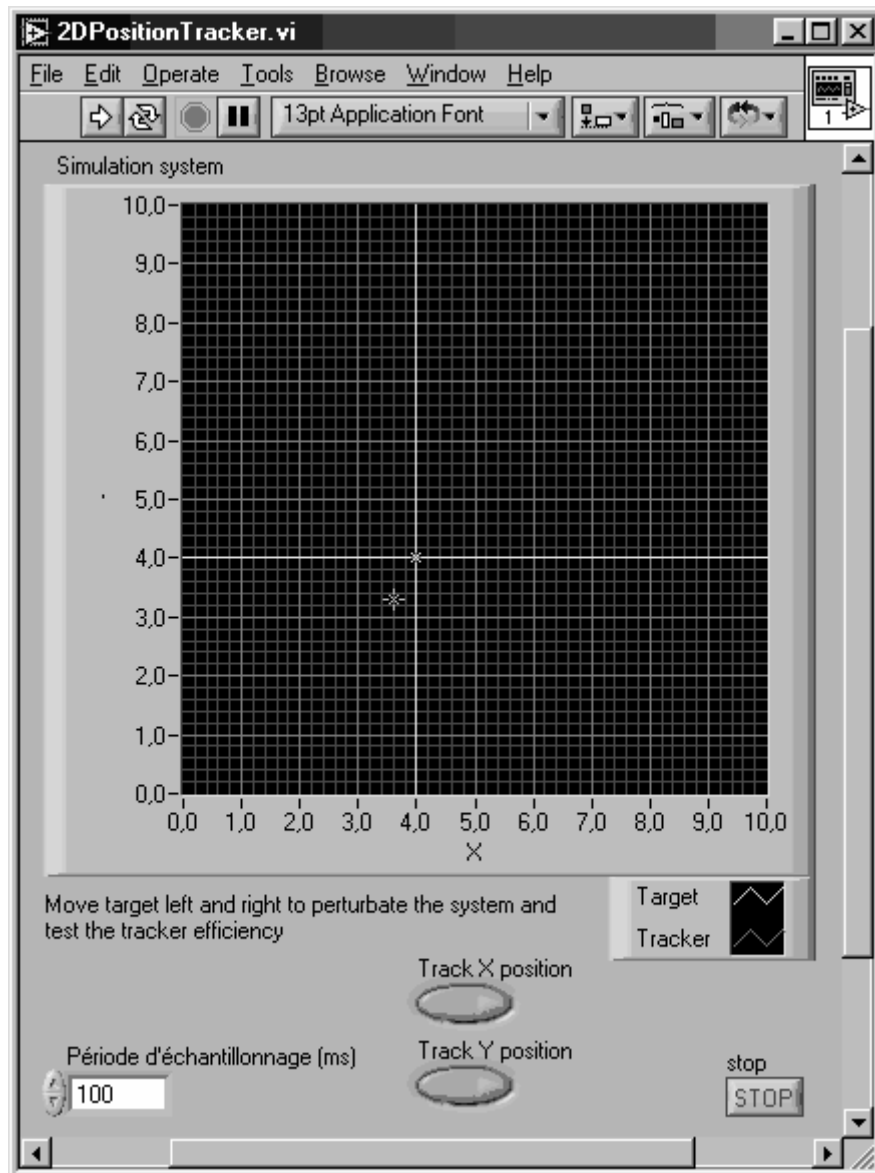 2DPositionTracker.vi
File Edit Operate Tools Browse Window Help
13pt Application Font
1
Simulation system
10,0
9,0
8,0
7,0
6,0
5,0
4,0
3,0
2,0
1,0
0,0
0,0 1,0 2,0 3,0 4,0 5,0 6,0 7,0 8,0 9,0 10,0
X
Move target left and right to perturbate the system and
test the tracker efficiency
Target
Tracker
Track X position
Période d'échantillonnage (ms)
100
Track Y position
stop
STOP